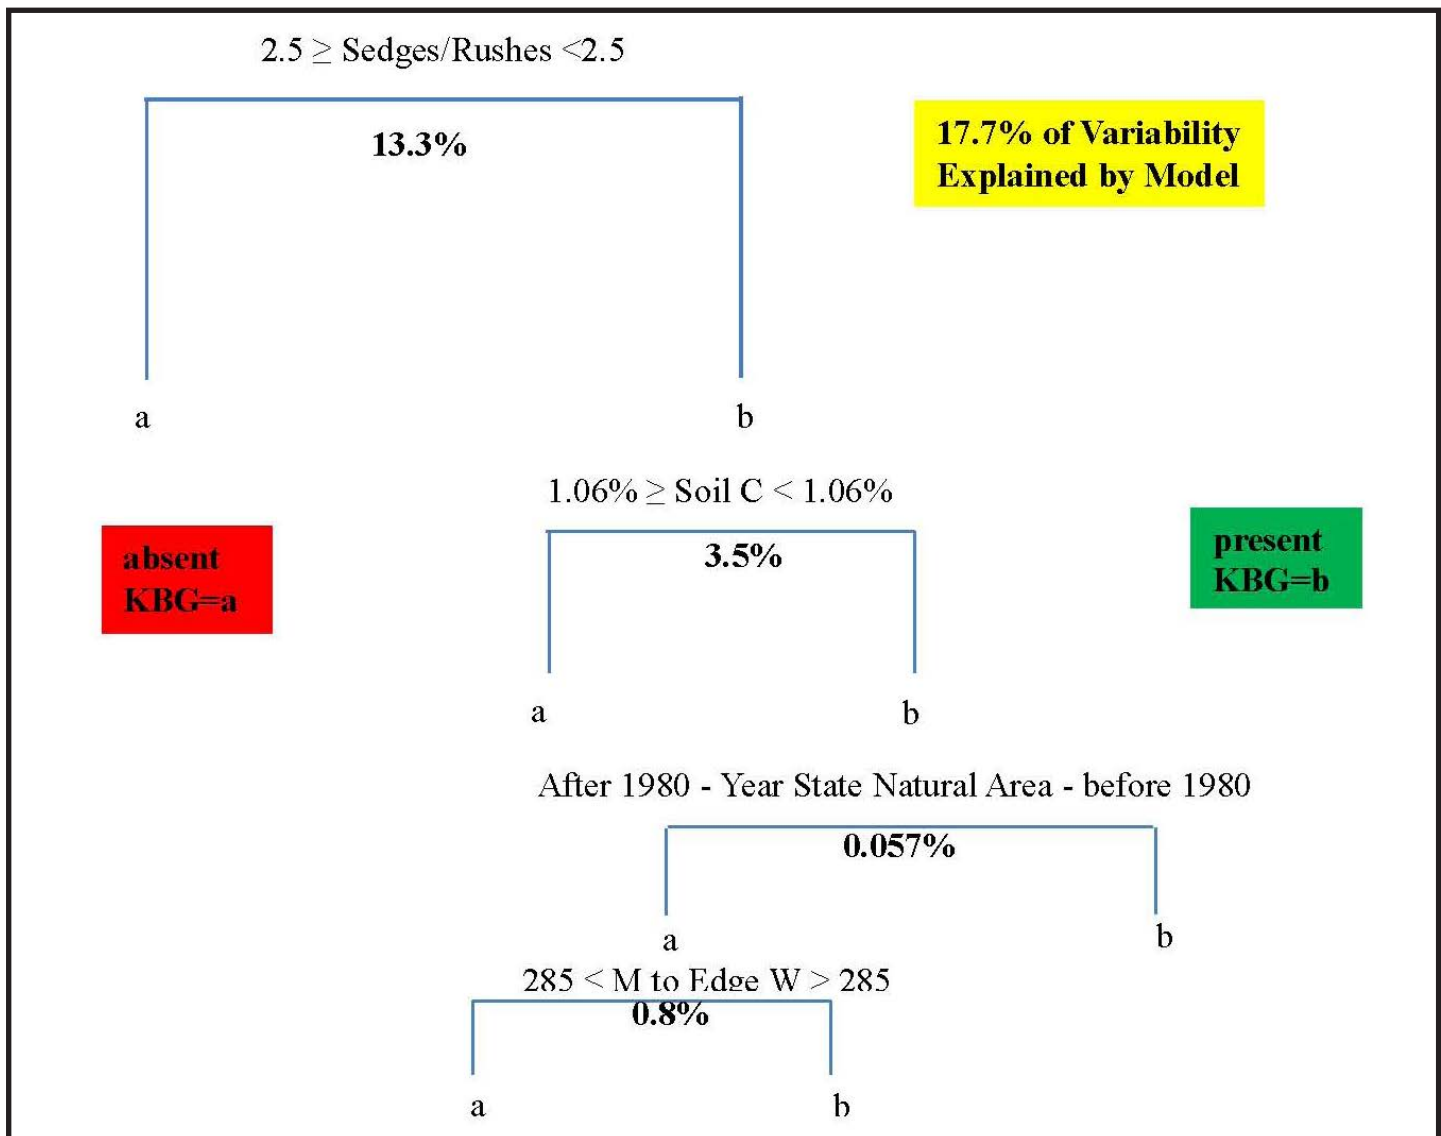 2.5 ≥ Sedges/Rushes <2.5
13.3%
17.7% of Variability
Explained by Model
a
b
1.06% ≥ Soil C < 1.06%
3.5%
absent
KBG=a
present
KBG=b
a
b
After 1980 - Year State Natural Area - before 1980
0.057%
a
b
285 < M to Edge W > 285
0.8%
a
b